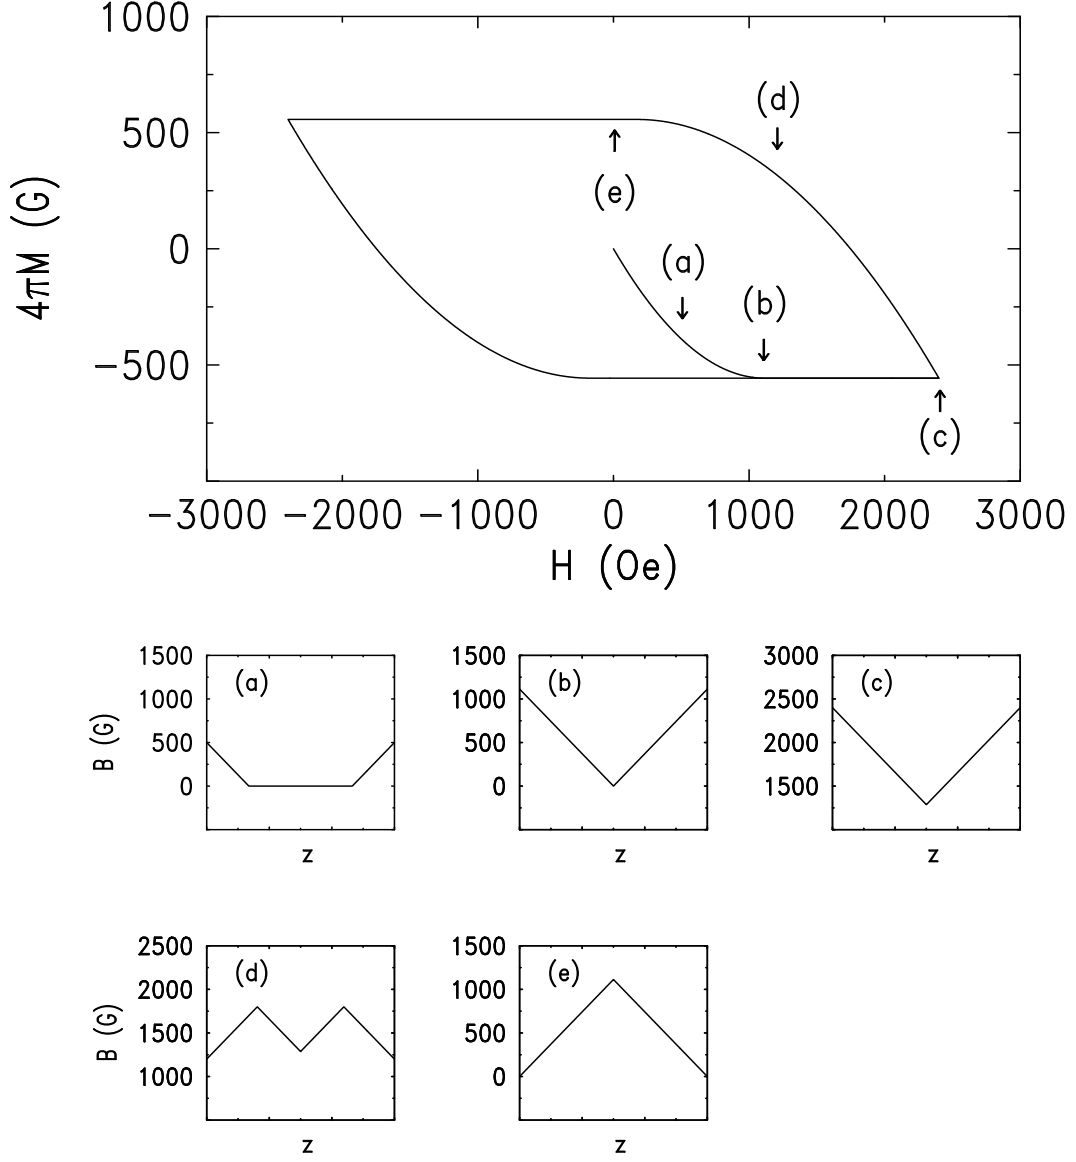 1000
(d)
500
(e)
4πM (G)
0
(a)
(b)
−500
(c)
−3000 −2000 −1000 0 1000 2000 3000
H (Oe)
1500 1500 3000
(a) (b) (c)
1000 1000 2500
B (G) 500 500 2000
0 0 1500
z z z
2500 1500
(d) (e)
2000 1000
B (G) 1500 500
1000 0
z z